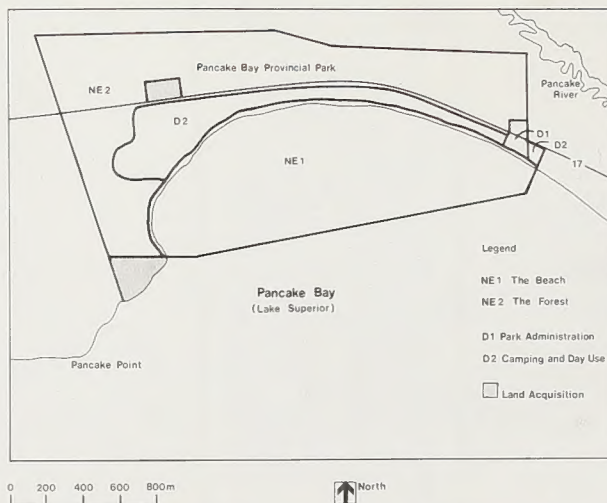 Pancake Bay Provincial Park
NE 2
Pancake
River
D2
D1
D2
17
NE1
Legend
NE 1 The Beach
NE 2 The Forest
D1 Park Administration
D2 Camping and Day Use
Land Acquisition
Pancake Bay
(Lake Superior)
Pancake Point
0 200 400 600 800m
North